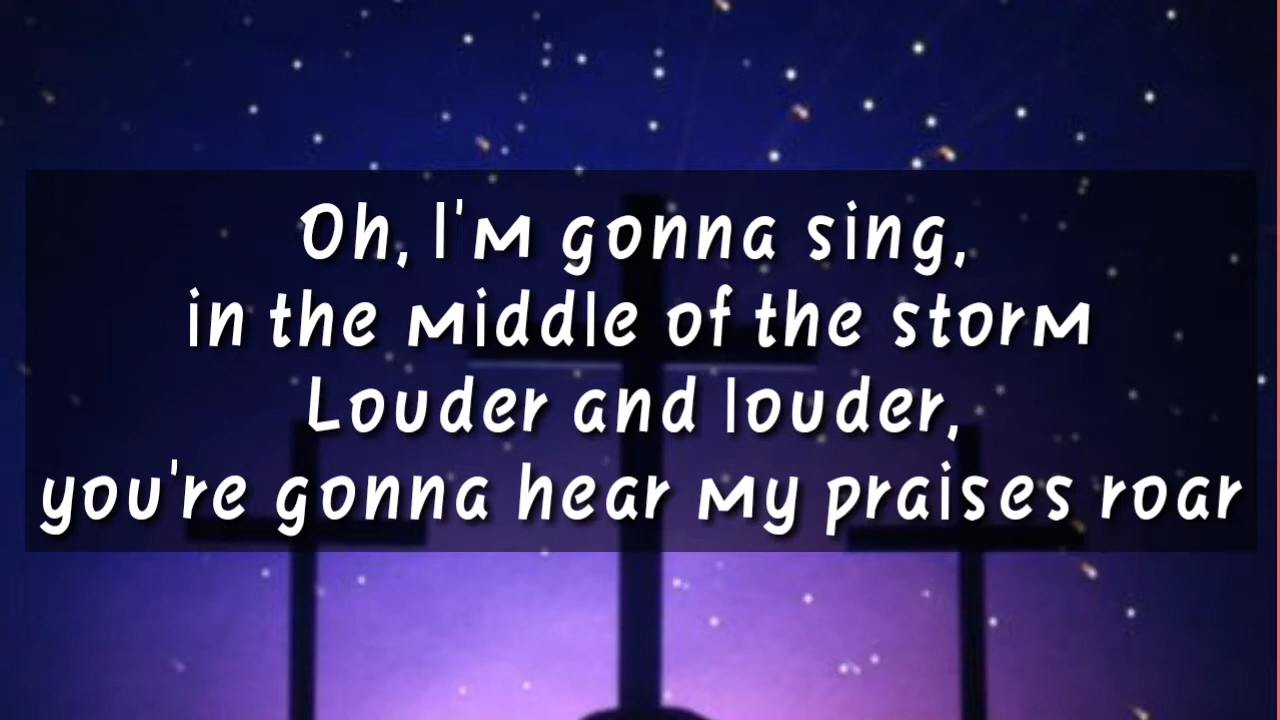 Oh, I'm gonna sing,
in the middle of the storm
Louder and louder,
you're gonna hear my praises roar